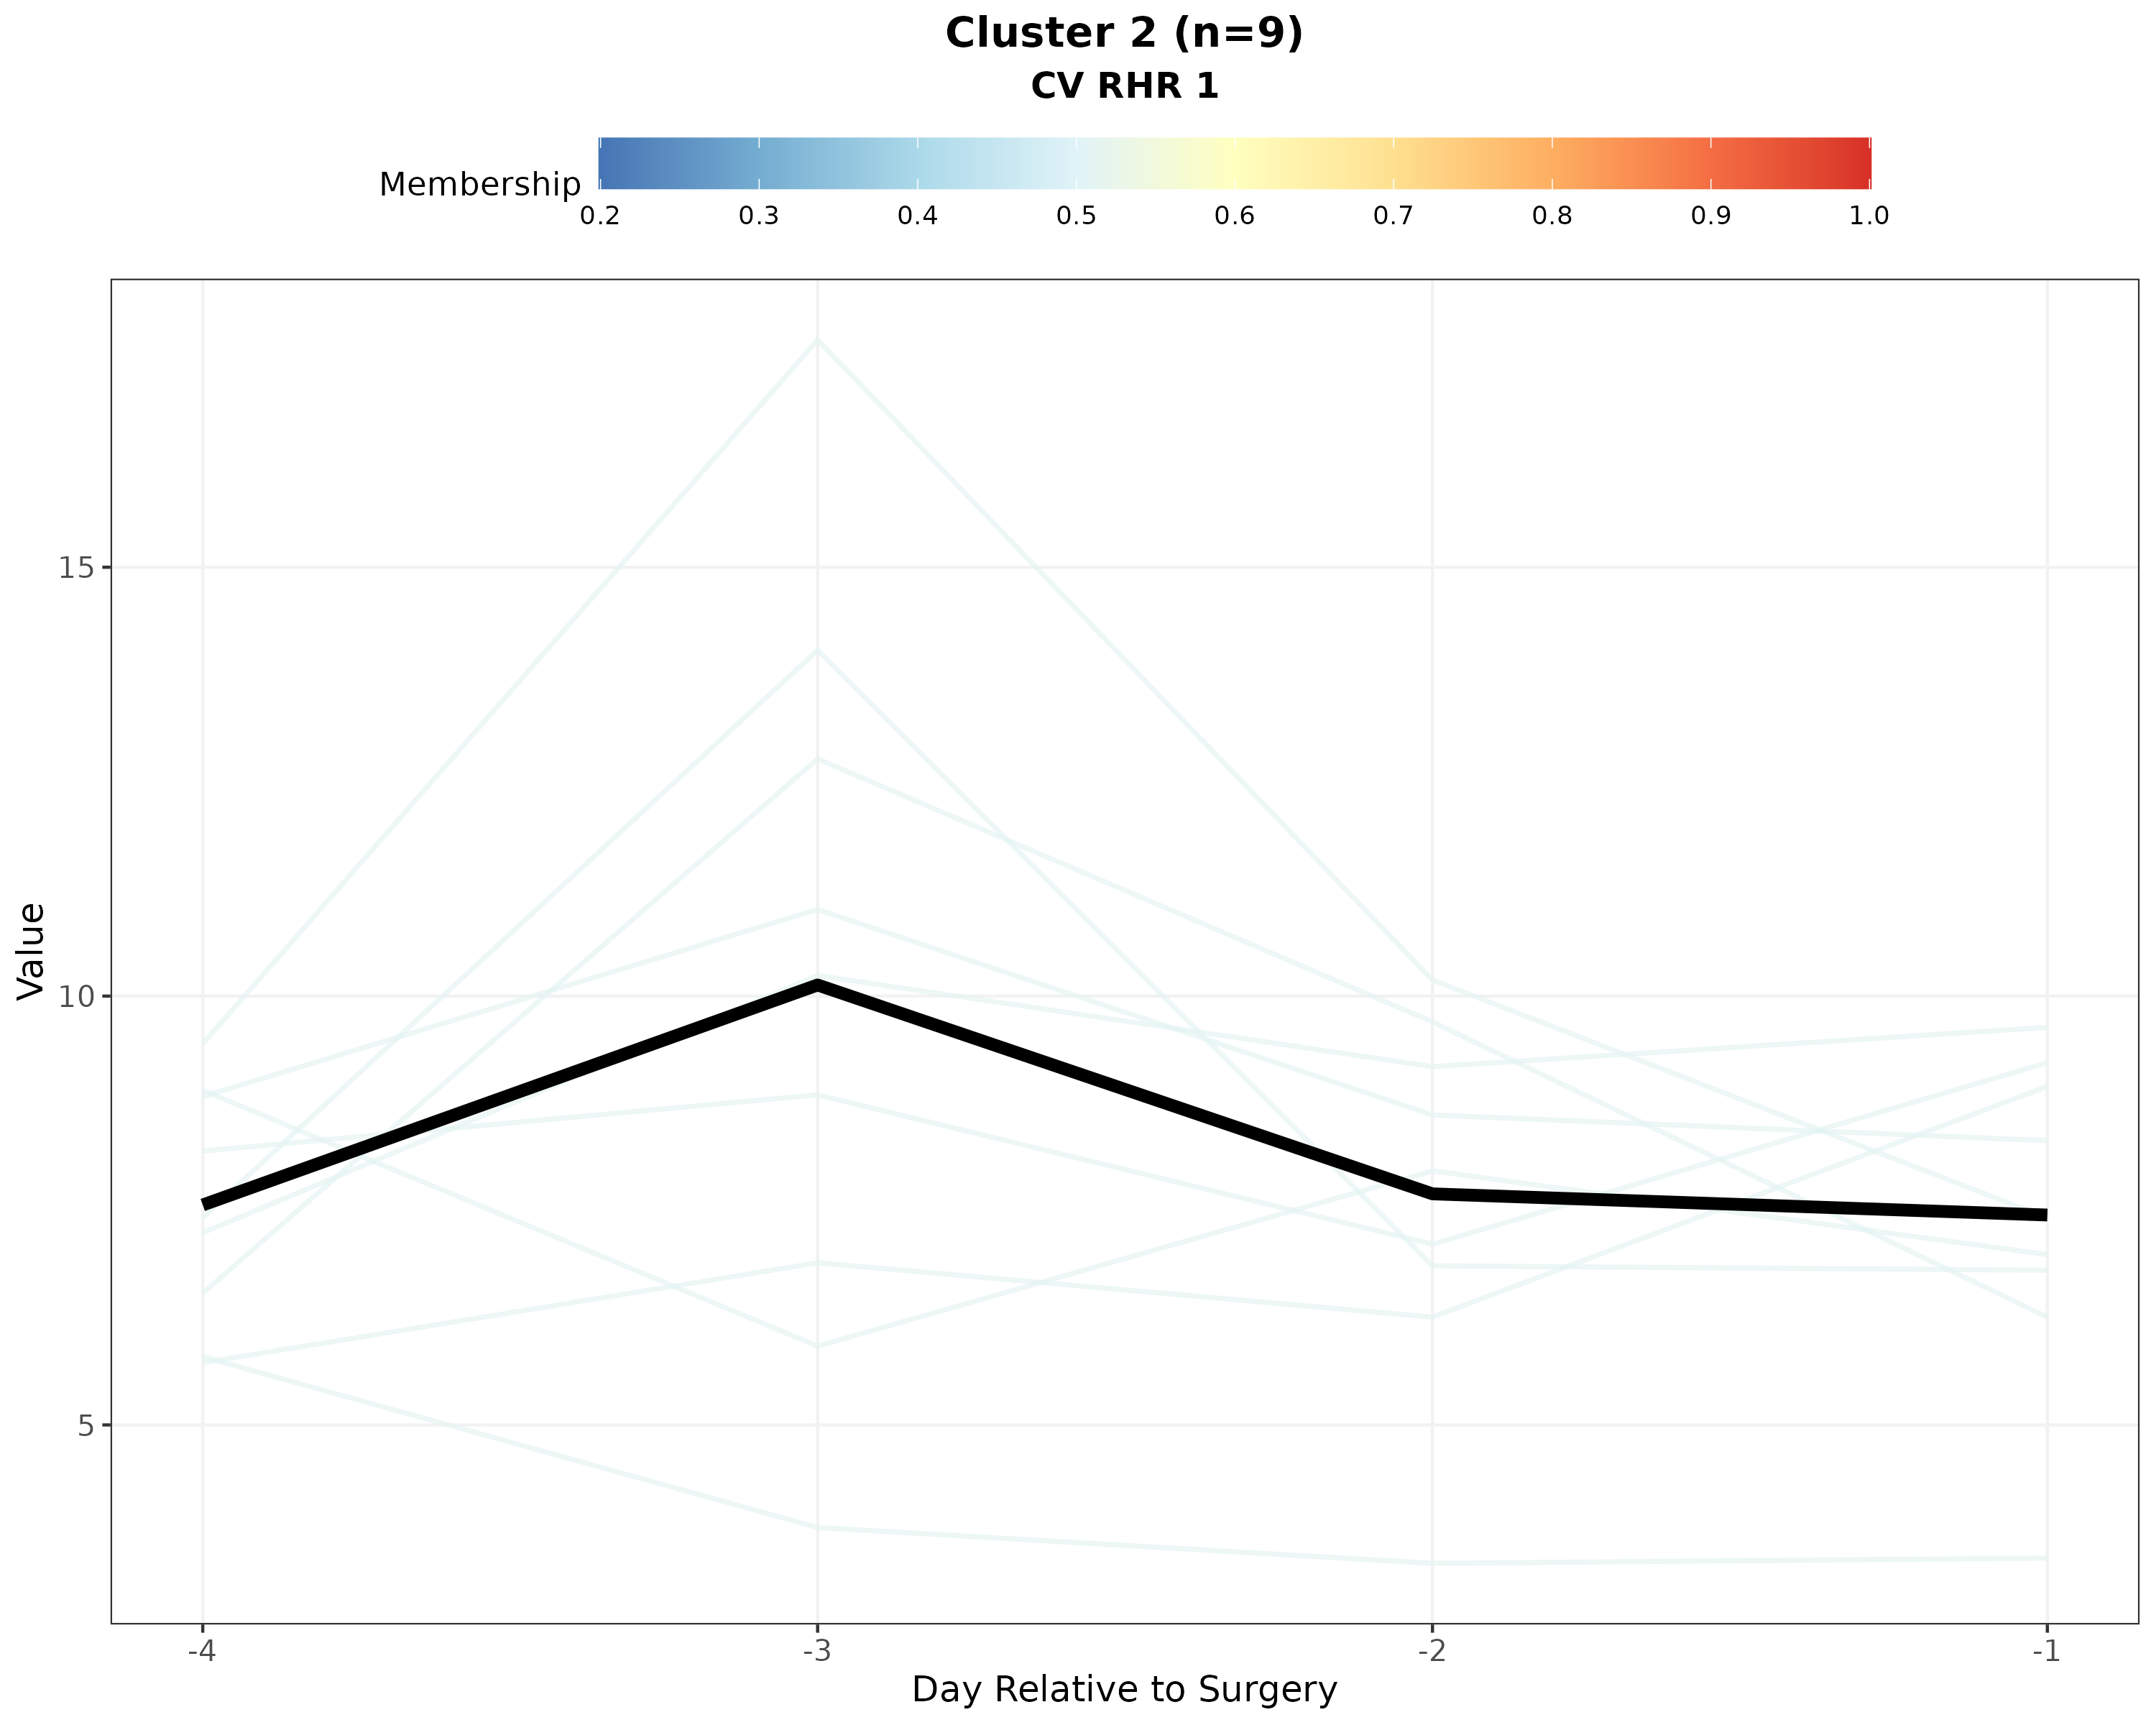 Cluster 2 (n=9)
CV RHR 1
Membership
0.2 0.3 0.4 0.5 0.6 0.7 0.8 0.9 1.0
15
10
5
Value
-4 -3 -2 -1
Day Relative to Surgery